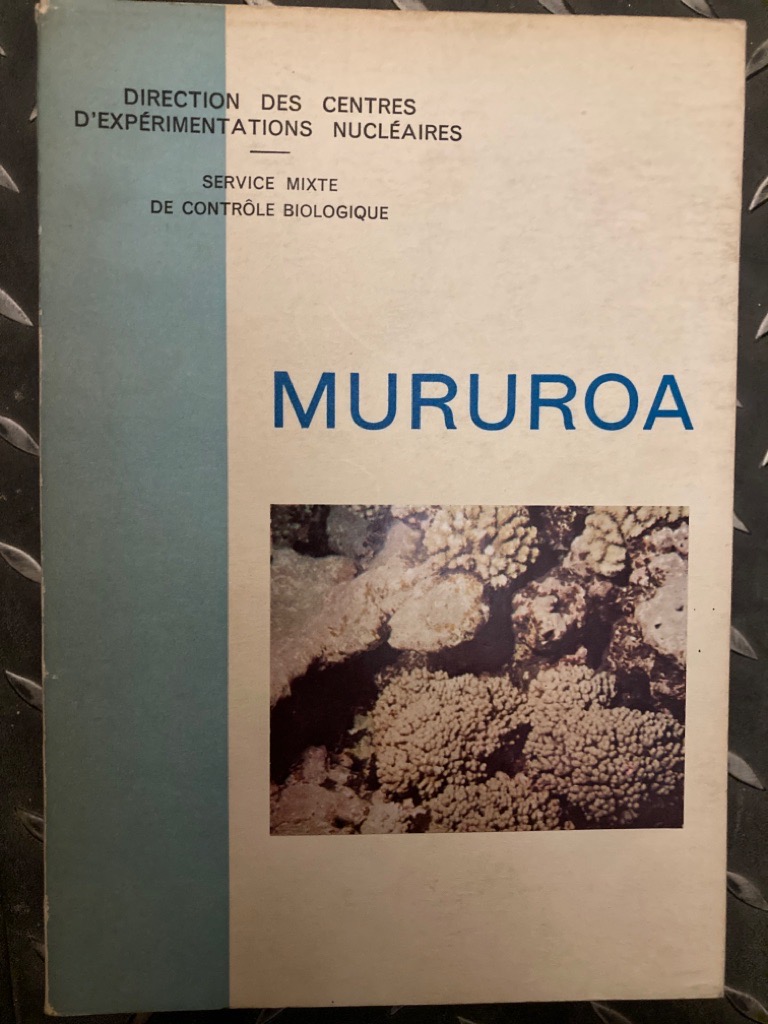 DIRECTION DES CENTRES
D'EXPÉRIMENTATIONS NUCLÉAIRES
SERVICE MIXTE
DE CONTRÔLE BIOLOGIQUE
MURUROA